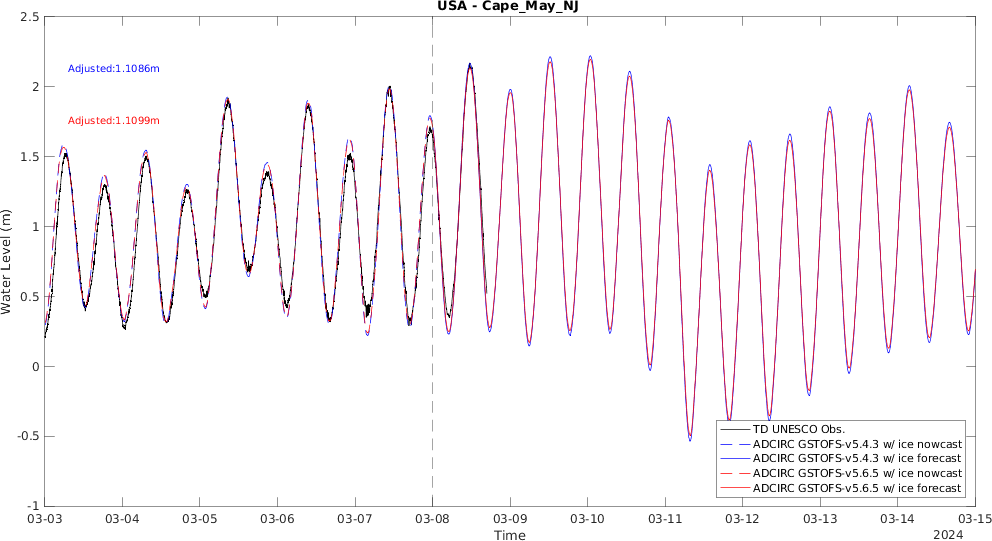 USA - Cape_May_NJ
2.5
2
1.5
1
0.5
0
-0.5
-1
Water Level (m)
Adjusted:1.1086m
Adjusted:1.1099m
TD UNESCO Obs.
ADCIRC GSTOFS-v5.4.3 w/ ice nowcast
ADCIRC GSTOFS-v5.4.3 w/ ice forecast
ADCIRC GSTOFS-v5.6.5 w/ ice nowcast
ADCIRC GSTOFS-v5.6.5 w/ ice forecast
03-03 03-04 03-05 03-06 03-07 03-08 03-09 03-10 03-11 03-12 03-13 03-14 03-15
Time
2024